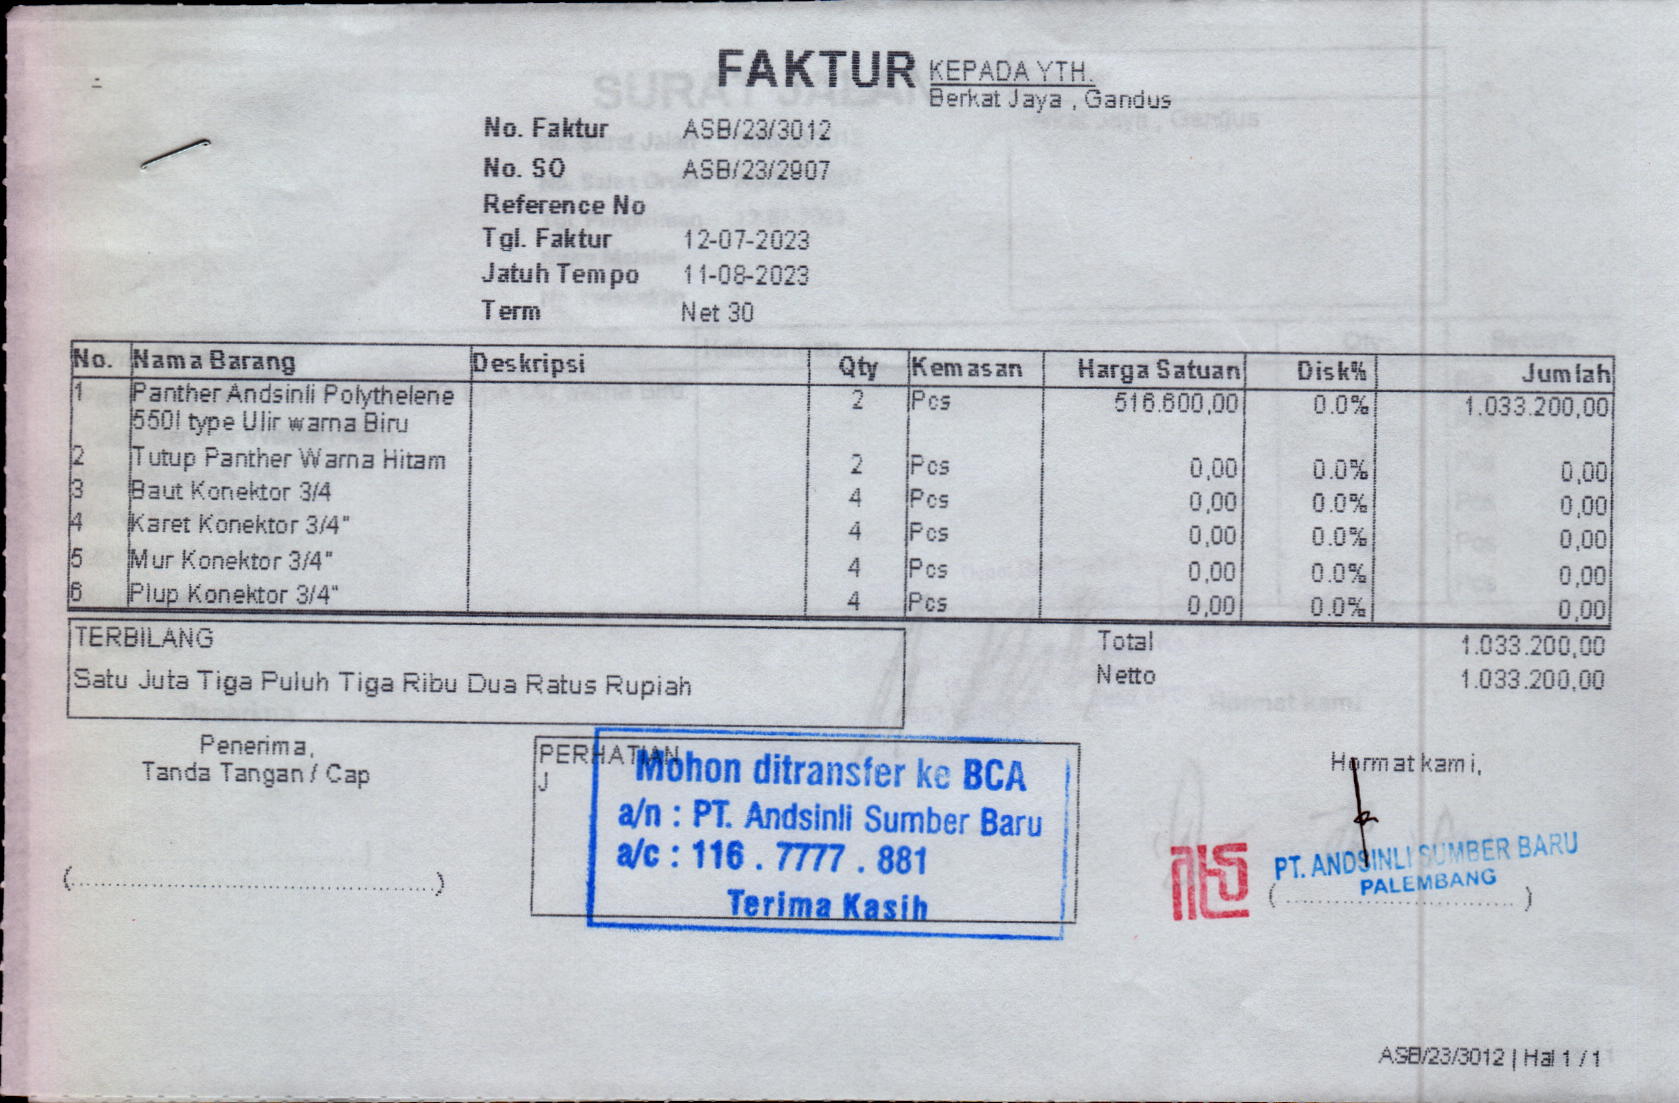 FAKTUR
KEPADA YTH.
Berkat Jaya , Gandus
No. Faktur ASB/23/3012
No. SO ASB/23/2907
Reference No
Tgl. Faktur 12-07-2023
Jatuh Tempo 11-08-2023
Term Net 30
No. Nama Barang Deskripsi Qty Kemasan Harga Satuan Disk% Jumlah
1 Panther Andsinli Polythelene 2 Pcs 516.600,00 0.0% 1.033.200,00
550l type Ulir warna Biru
2 Tutup Panther Warna Hitam 2 Pcs 0,00 0.0% 0,00
3 Baut Konektor 3/4 4 Pcs 0,00 0.0% 0,00
4 Karet Konektor 3/4" 4 Pcs 0,00 0.0% 0,00
5 Mur Konektor 3/4" 4 Pcs 0,00 0.0% 0,00
6 Plup Konektor 3/4" 4 Pcs 0,00 0.0% 0,00
TERBILANG
Satu Juta Tiga Puluh Tiga Ribu Dua Ratus Rupiah
Total 1.033.200,00
Netto 1.033.200,00
Penerima,
Tanda Tangan / Cap
(................................................)
PERHATIAN
J
Mohon ditransfer ke BCA
a/n : PT. Andsinli Sumber Baru
a/c : 116 . 7777 . 881
Terima Kasih
Hormat kami,
PT. ANDSINLI SUMBER BARU
PALEMBANG
(................................)
ASB/23/3012 | Hal 1 / 1